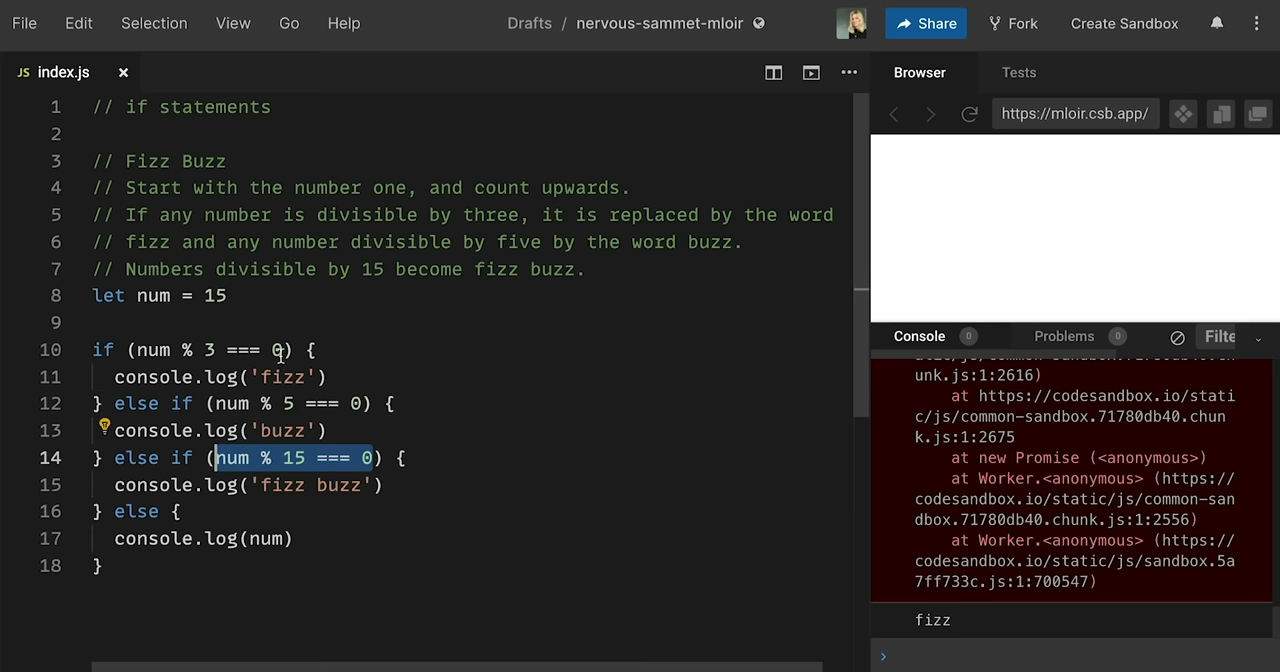 File Edit Selection View Go Help Drafts / nervous-sammet-mloir Share Fork Create Sandbox
JS index.js Browser Tests
https://mloir.csb.app/
1 // if statements
2
3 // Fizz Buzz
4 // Start with the number one, and count upwards.
5 // If any number is divisible by three, it is replaced by the word
6 // fizz and any number divisible by five by the word buzz.
7 // Numbers divisible by 15 become fizz buzz.
8 let num = 15
9
10 if (num % 3 === 0) {
11 console.log('fizz')
12 } else if (num % 5 === 0) {
13 console.log('buzz')
14 } else if (num % 15 === 0) {
15 console.log('fizz buzz')
16 } else {
17 console.log(num)
18 }
Console 0 Problems 0 Filte
unk.js:1:2616)
at https://codesandbox.io/stati
c/js/common-sandbox.71780db40.chun
k.js:1:2675
at new Promise (<anonymous>)
at Worker.<anonymous> (https://
codesandbox.io/static/js/common-san
dbox.71780db40.chunk.js:1:2556)
at Worker.<anonymous> (https://
codesandbox.io/static/js/sandbox.5a
7ff733c.js:1:700547)
fizz